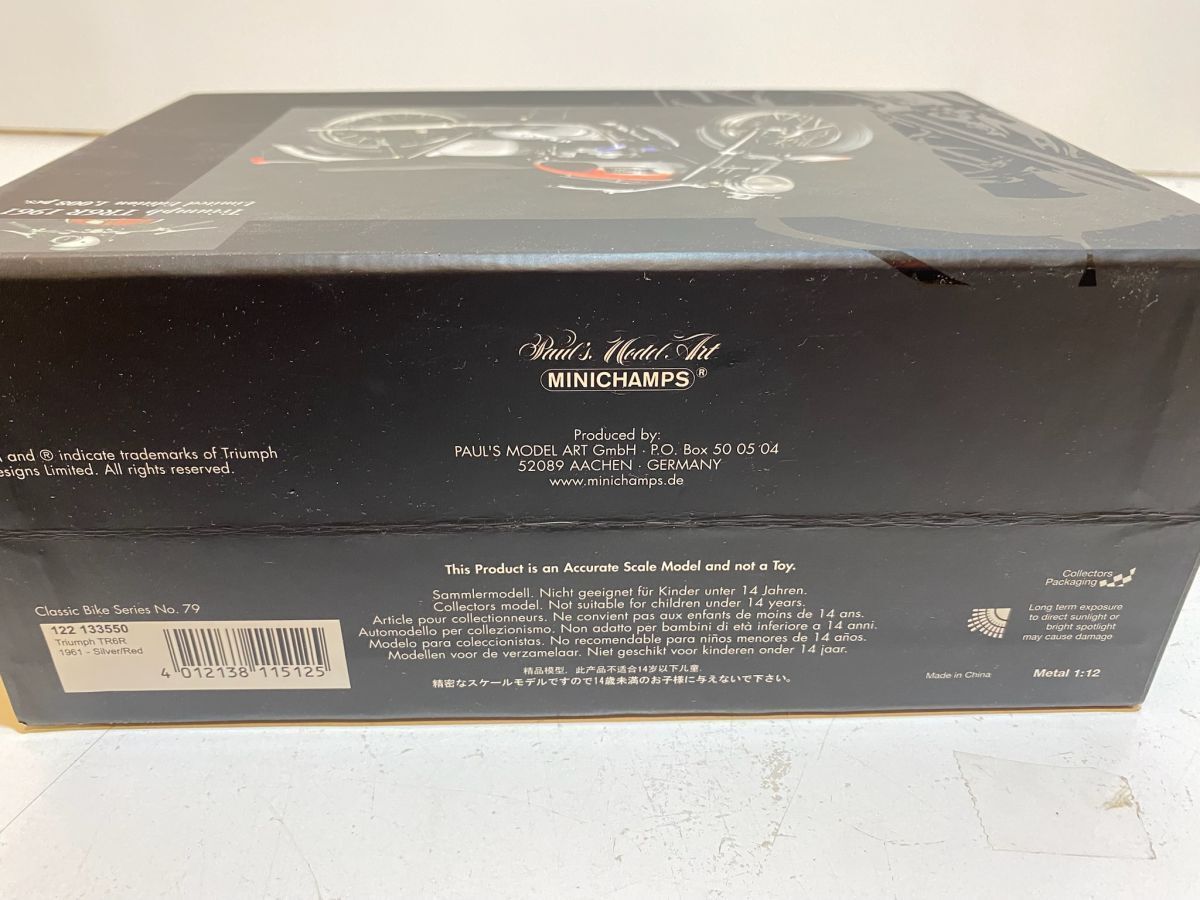 Triumph TR6R 1961
Limited Edition 1.008 pcs.
Paul's Model Art
MINICHAMPS®
Produced by:
PAUL'S MODEL ART GmbH · P.O. Box 50 05 04
52089 AACHEN · GERMANY
www.minichamps.de
and ® indicate trademarks of Triumph
esigns Limited. All rights reserved.
This Product is an Accurate Scale Model and not a Toy.
Sammlermodell. Nicht geeignet für Kinder unter 14 Jahren.
Collectors model. Not suitable for children under 14 years.
Article pour collectionneurs. Ne convient pas aux enfants de moins de 14 ans.
Automodello per collezionismo. Non adatto per bambini di età inferiore a 14 anni.
Modelo para coleccionistas. No recomendable para niños menores de 14 años.
Modellen voor de verzamelaar. Niet geschikt voor kinderen onder 14 jaar.
精品模型. 此产品不适合14岁以下儿童.
精密なスケールモデルですので14歳未満のお子様に与えないで下さい。
Classic Bike Series No. 79
122 133550
Triumph TR6R
1961 - Silver/Red
4 012138 115125
Collectors
Packaging
Long term exposure
to direct sunlight or
bright spotlight
may cause damage
Made in China
Metal 1:12